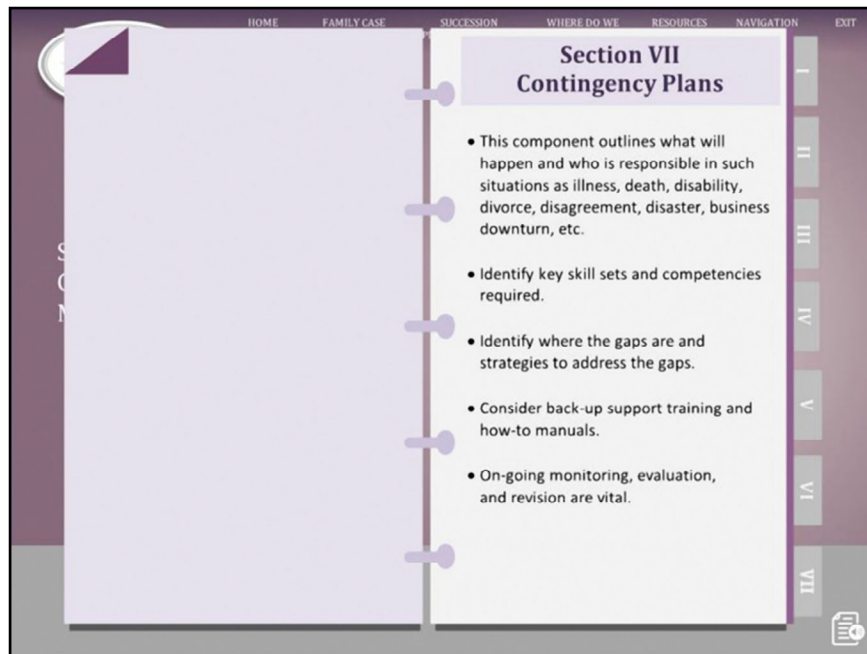 HOME FAMILY CASE SUCCESSION WHERE DO WE RESOURCES NAVIGATION EXIT
Section VII
Contingency Plans
• This component outlines what will
happen and who is responsible in such
situations as illness, death, disability,
divorce, disagreement, disaster, business
downturn, etc.
• Identify key skill sets and competencies
required.
• Identify where the gaps are and
strategies to address the gaps.
• Consider back-up support training and
how-to manuals.
• On-going monitoring, evaluation,
and revision are vital.
I
II
III
IV
V
VI
VII